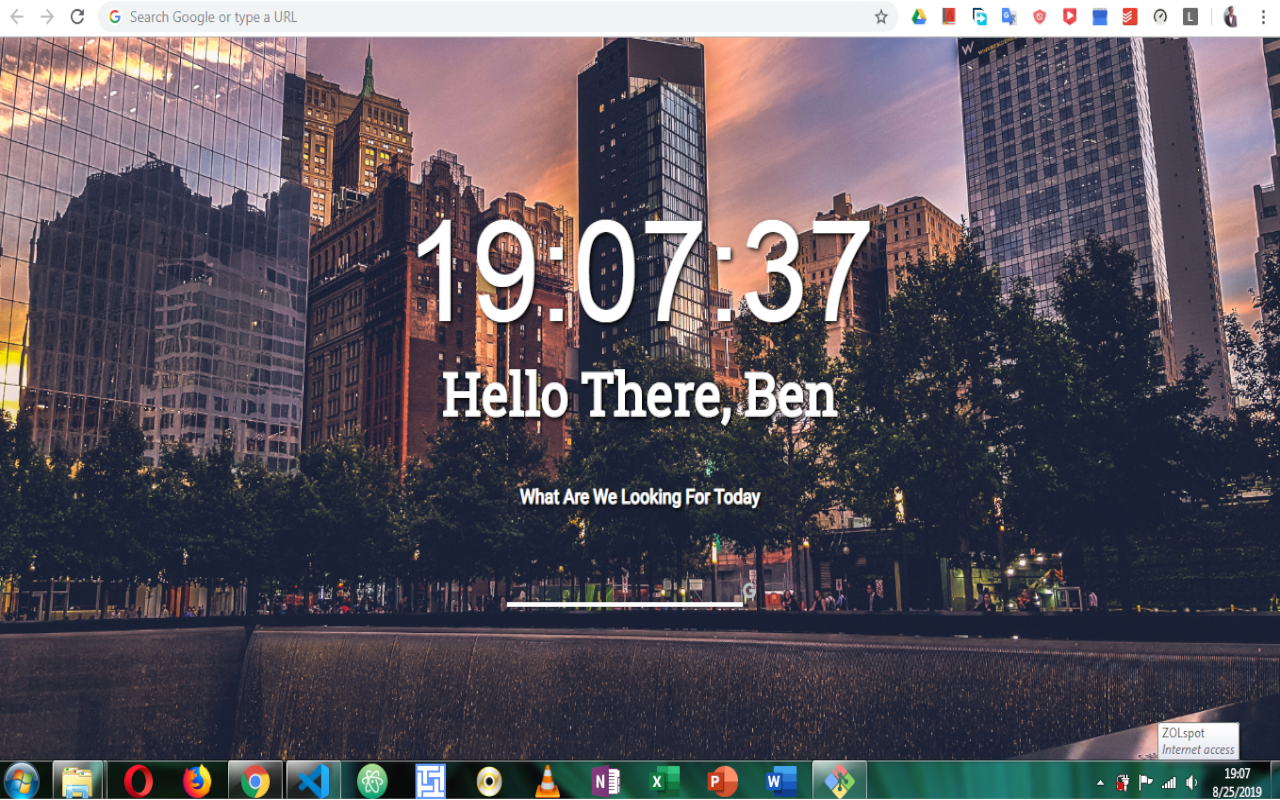 Search Google or type a URL
L
W
19:07:37
Hello There, Ben
What Are We Looking For Today
G
ZOLspot
Internet access
N
X
P
W
19:07
8/25/2019